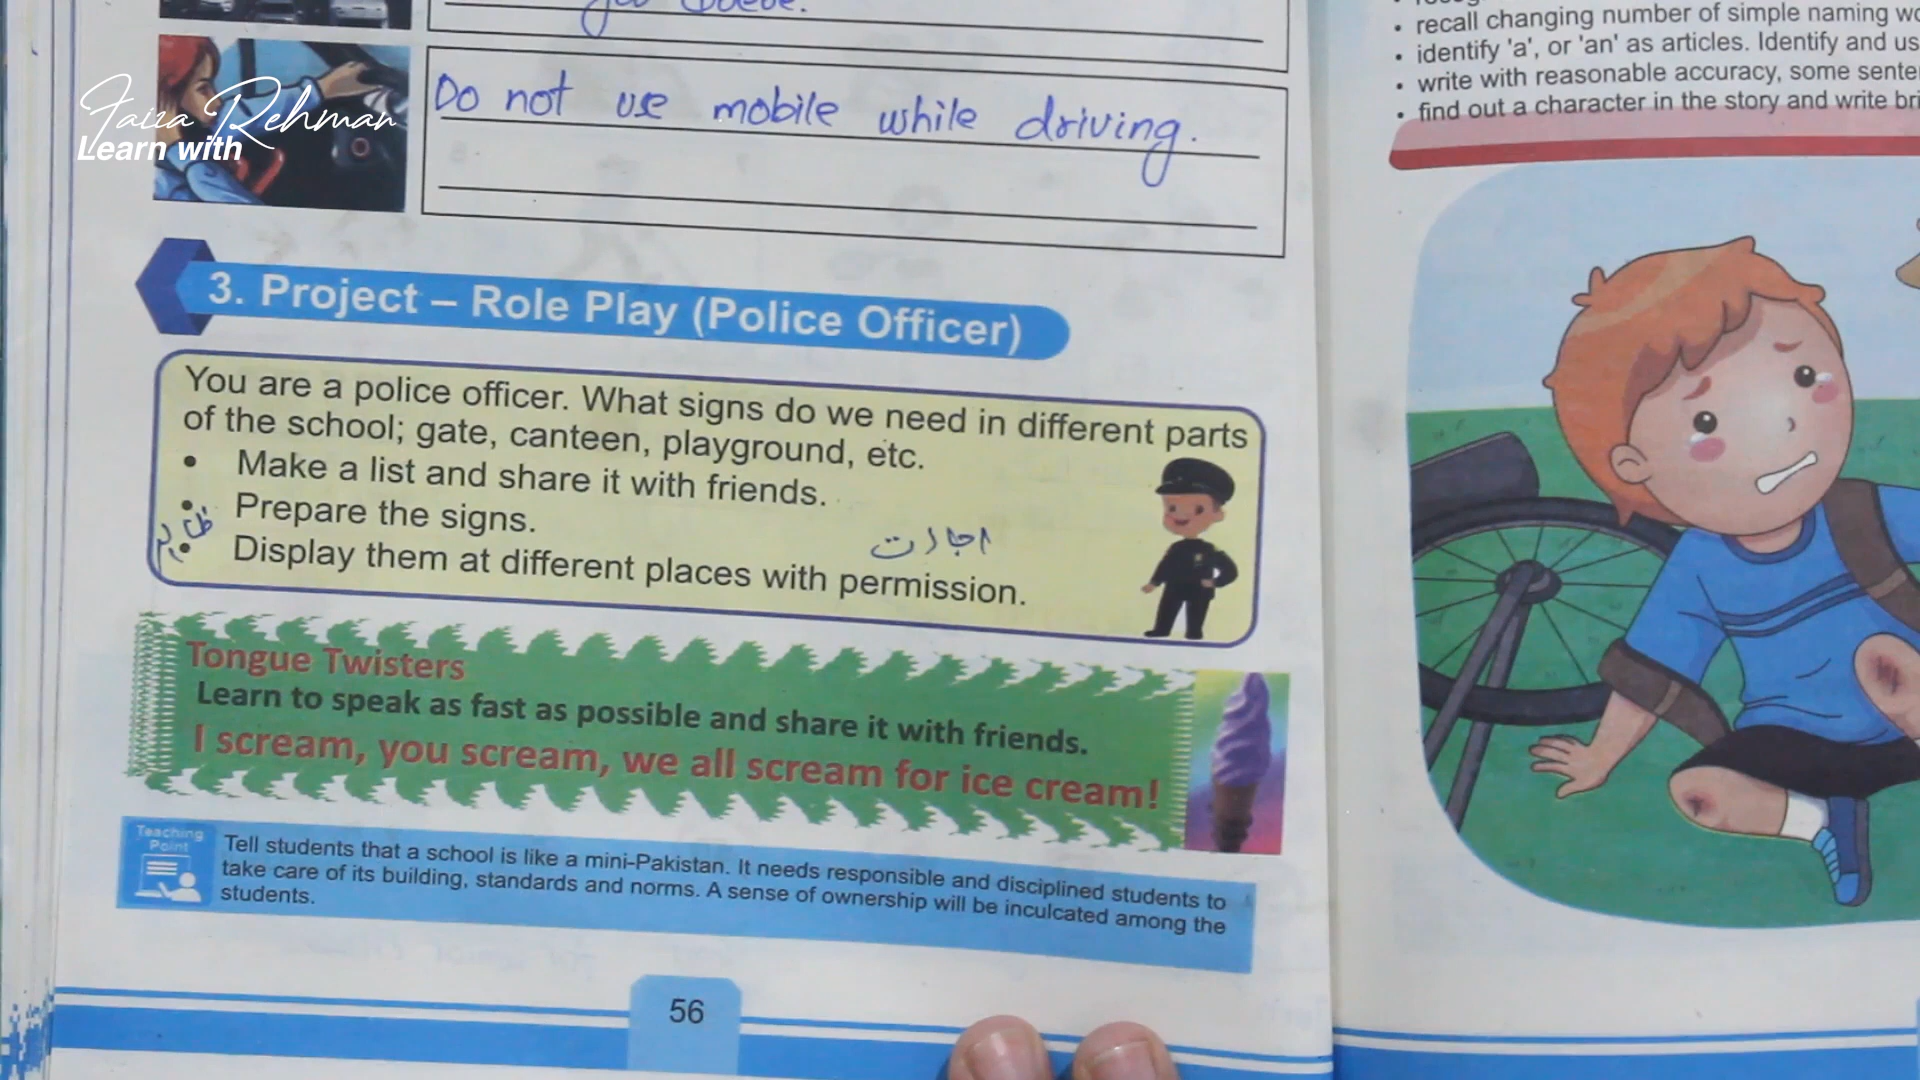 you queue.
Faiza Rehman
Learn with
Do not use mobile while driving.
3. Project – Role Play (Police Officer)
You are a police officer. What signs do we need in different parts
of the school; gate, canteen, playground, etc.
• Make a list and share it with friends.
• Prepare the signs.
• Display them at different places with permission.
Tongue Twisters
Learn to speak as fast as possible and share it with friends.
I scream, you scream, we all scream for ice cream!
Teaching
Point
Tell students that a school is like a mini-Pakistan. It needs responsible and disciplined students to
take care of its building, standards and norms. A sense of ownership will be inculcated among the
students.
56
• recall changing number of simple naming wo
• identify 'a', or 'an' as articles. Identify and us
• write with reasonable accuracy, some senter
• find out a character in the story and write bri